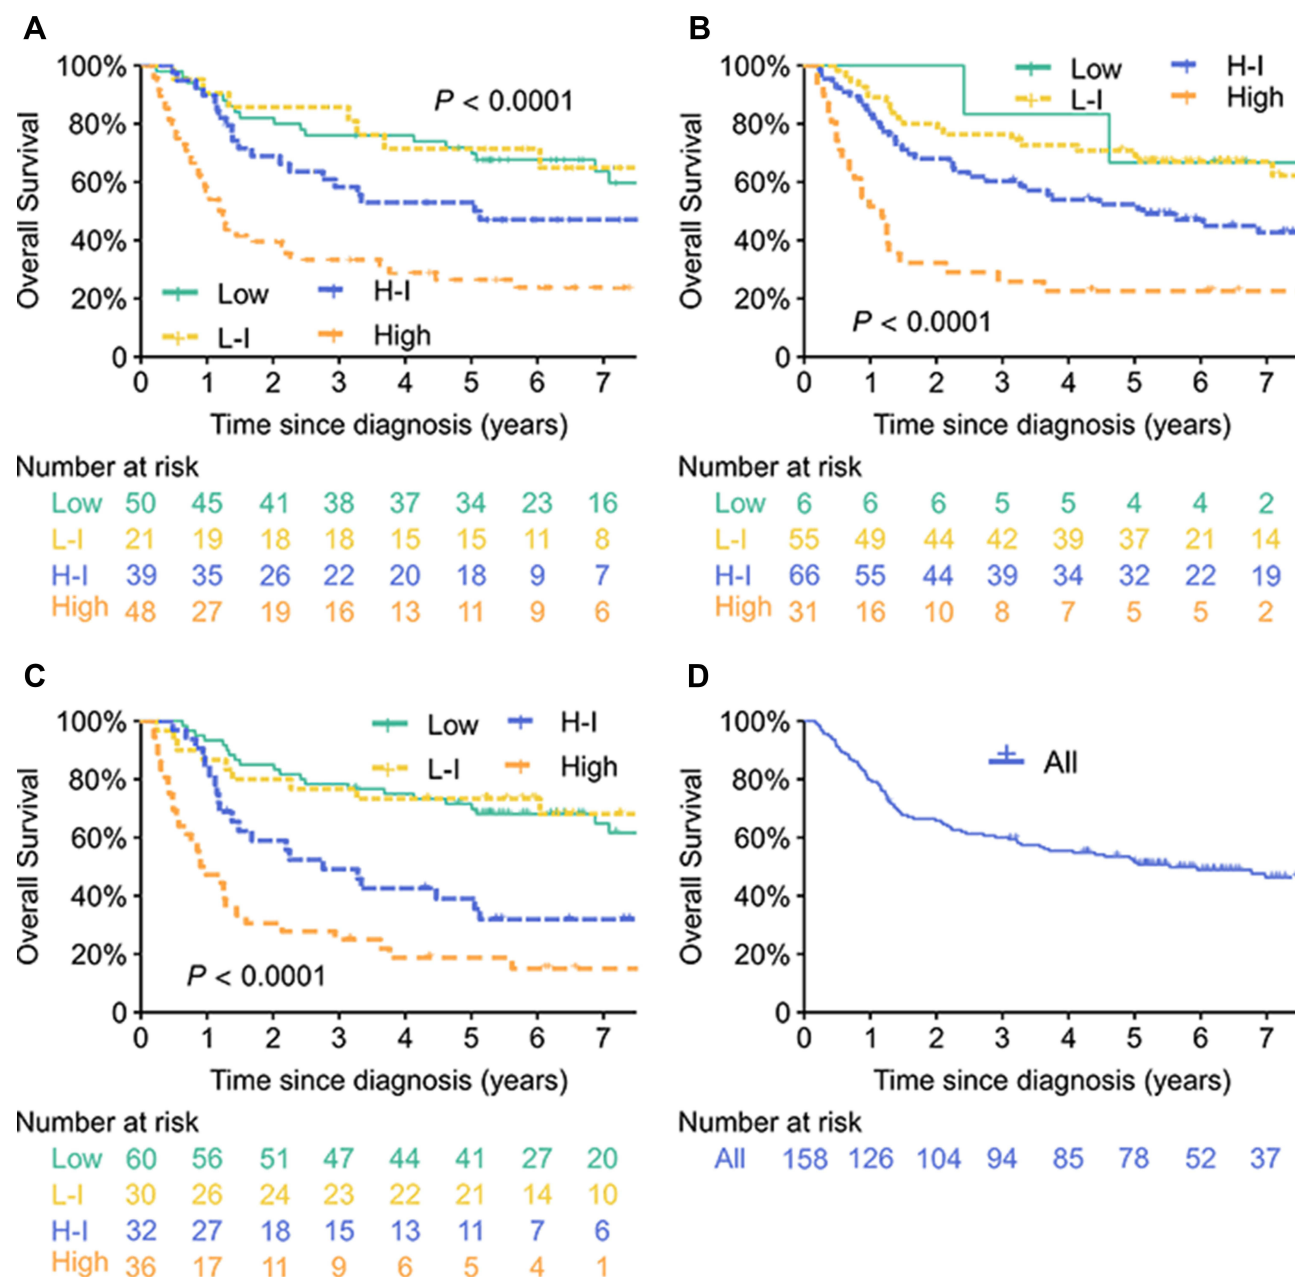 A
100%
80%
60%
40%
20%
0
Overall Survival
P < 0.0001
Low H-I
L-I High
0 1 2 3 4 5 6 7
Time since diagnosis (years)
Number at risk
Low 50 45 41 38 37 34 23 16
L-I 21 19 18 18 15 15 11 8
H-I 39 35 26 22 20 18 9 7
High 48 27 19 16 13 11 9 6
B
100%
80%
60%
40%
20%
0
Overall Survival
Low H-I
L-I High
P < 0.0001
0 1 2 3 4 5 6 7
Time since diagnosis (years)
Number at risk
Low 6 6 6 5 5 4 4 2
L-I 55 49 44 42 39 37 21 14
H-I 66 55 44 39 34 32 22 19
High 31 16 10 8 7 5 5 2
C
100%
80%
60%
40%
20%
0
Overall Survival
Low H-I
L-I High
P < 0.0001
0 1 2 3 4 5 6 7
Time since diagnosis (years)
Number at risk
Low 60 56 51 47 44 41 27 20
L-I 30 26 24 23 22 21 14 10
H-I 32 27 18 15 13 11 7 6
High 36 17 11 9 6 5 4 1
D
100%
80%
60%
40%
20%
0
Overall Survival
All
0 1 2 3 4 5 6 7
Time since diagnosis (years)
Number at risk
All 158 126 104 94 85 78 52 37